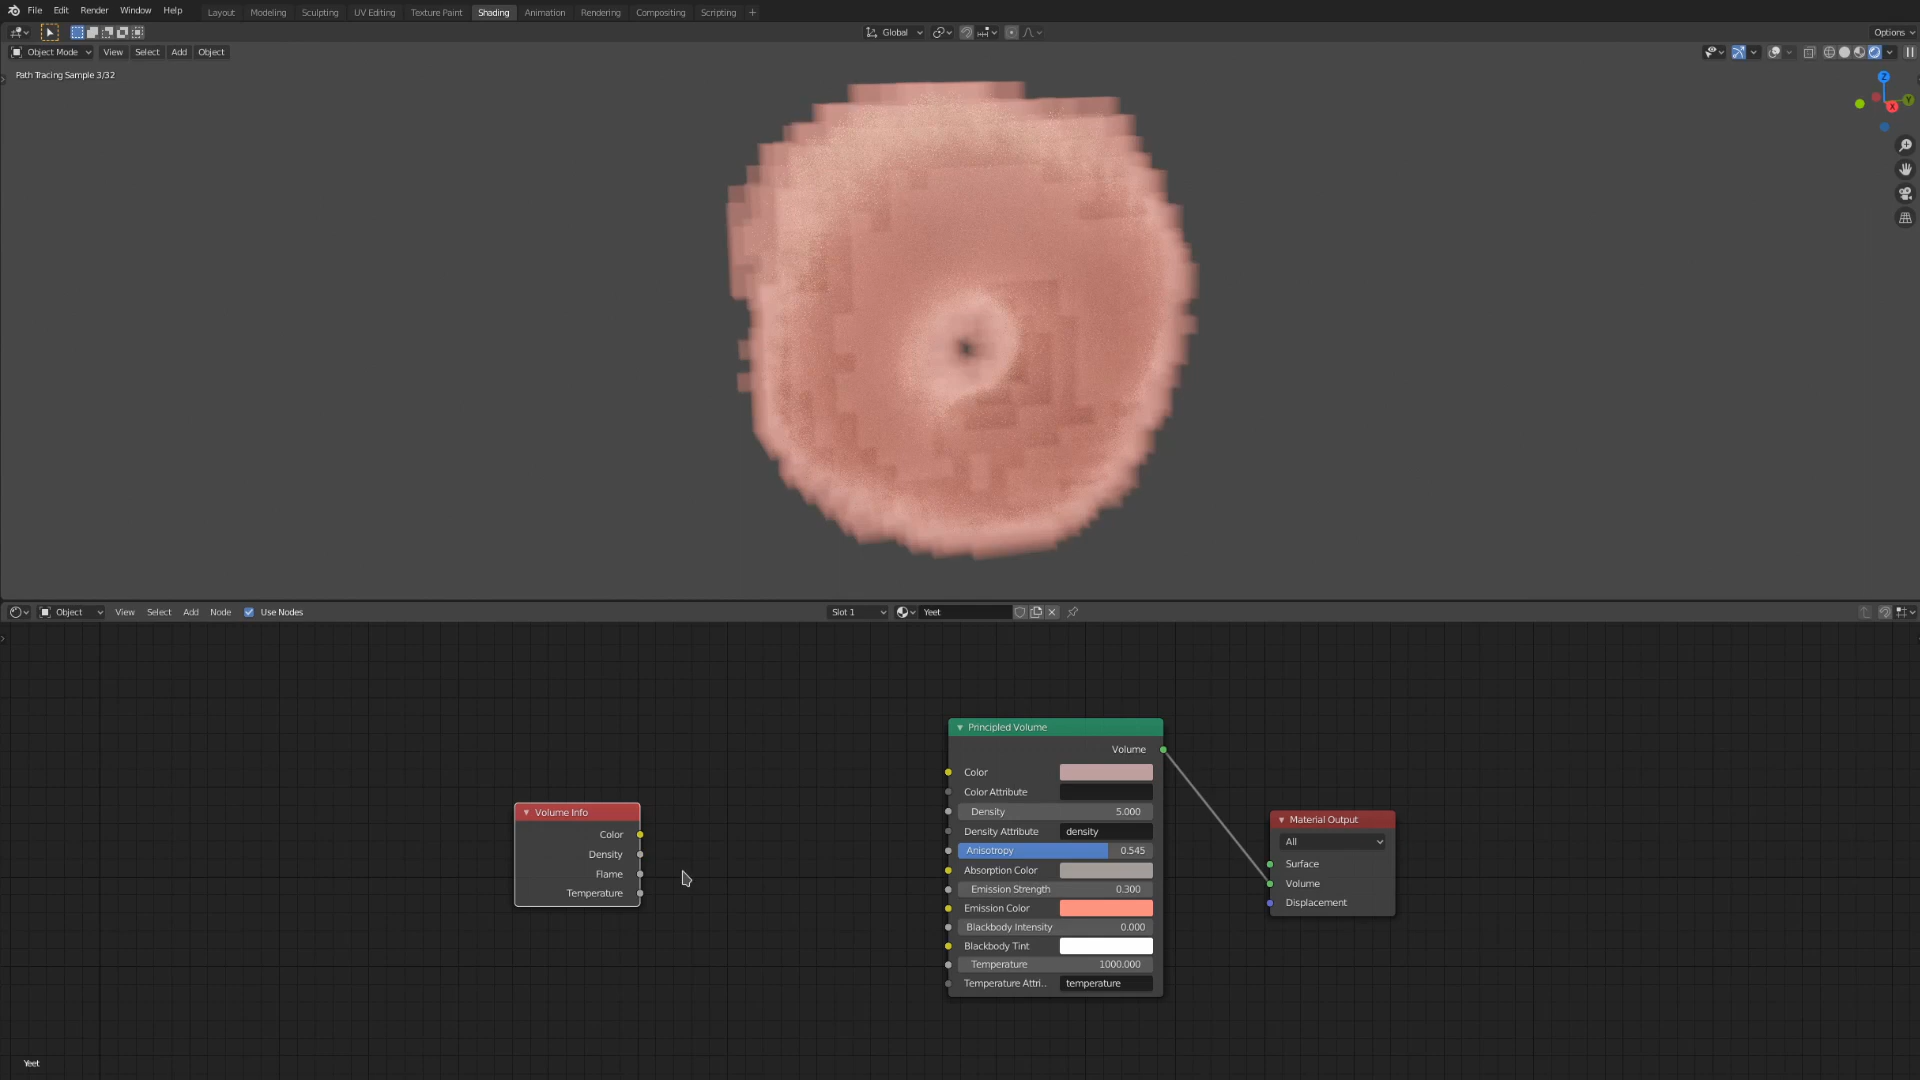 File Edit Render Window Help Layout Modeling Sculpting UV Editing Texture Paint Shading Animation Rendering Compositing Scripting +
Global Options
Object Mode View Select Add Object
Path Tracing Sample 3/32
Z
Y
X
Object View Select Add Node Use Nodes Slot 1 Yeet
Principled Volume
Volume
Color
Color Attribute
Density 5.000
Density Attribute density
Anisotropy 0.545
Absorption Color
Emission Strength 0.300
Emission Color
Blackbody Intensity 0.000
Blackbody Tint
Temperature 1000.000
Temperature Attri.. temperature
Volume Info
Color
Density
Flame
Temperature
Material Output
All
Surface
Volume
Displacement
Yeet